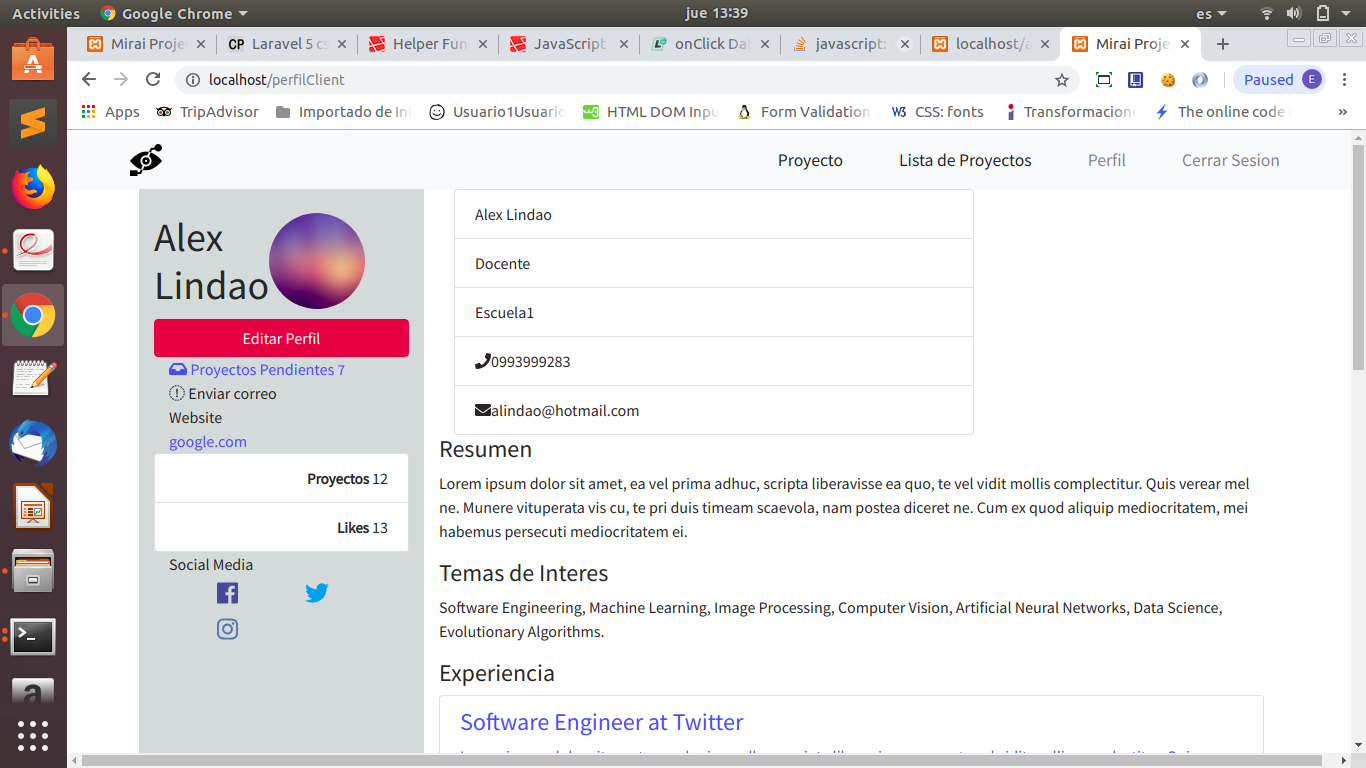 Activities Google Chrome jue 13:39 es
Mirai Proje Laravel 5 cs Helper Fun JavaScript onClick Dat javascript: localhost/a Mirai Proje
localhost/perfilClient Paused E
Apps TripAdvisor Importado de In Usuario1Usuario HTML DOM Inpu Form Validation CSS: fonts Transformacione The online code »
Proyecto Lista de Proyectos Perfil Cerrar Sesion
Alex
Lindao
Editar Perfil
Proyectos Pendientes 7
Enviar correo
Website
google.com
Proyectos 12
Likes 13
Social Media
Alex Lindao
Docente
Escuela1
0993999283
alindao@hotmail.com
Resumen
Lorem ipsum dolor sit amet, ea vel prima adhuc, scripta liberavisse ea quo, te vel vidit mollis complectitur. Quis verear mel
ne. Munere vituperata vis cu, te pri duis timeam scaevola, nam postea diceret ne. Cum ex quod aliquip mediocritatem, mei
habemus persecuti mediocritatem ei.
Temas de Interes
Software Engineering, Machine Learning, Image Processing, Computer Vision, Artificial Neural Networks, Data Science,
Evolutionary Algorithms.
Experiencia
Software Engineer at Twitter